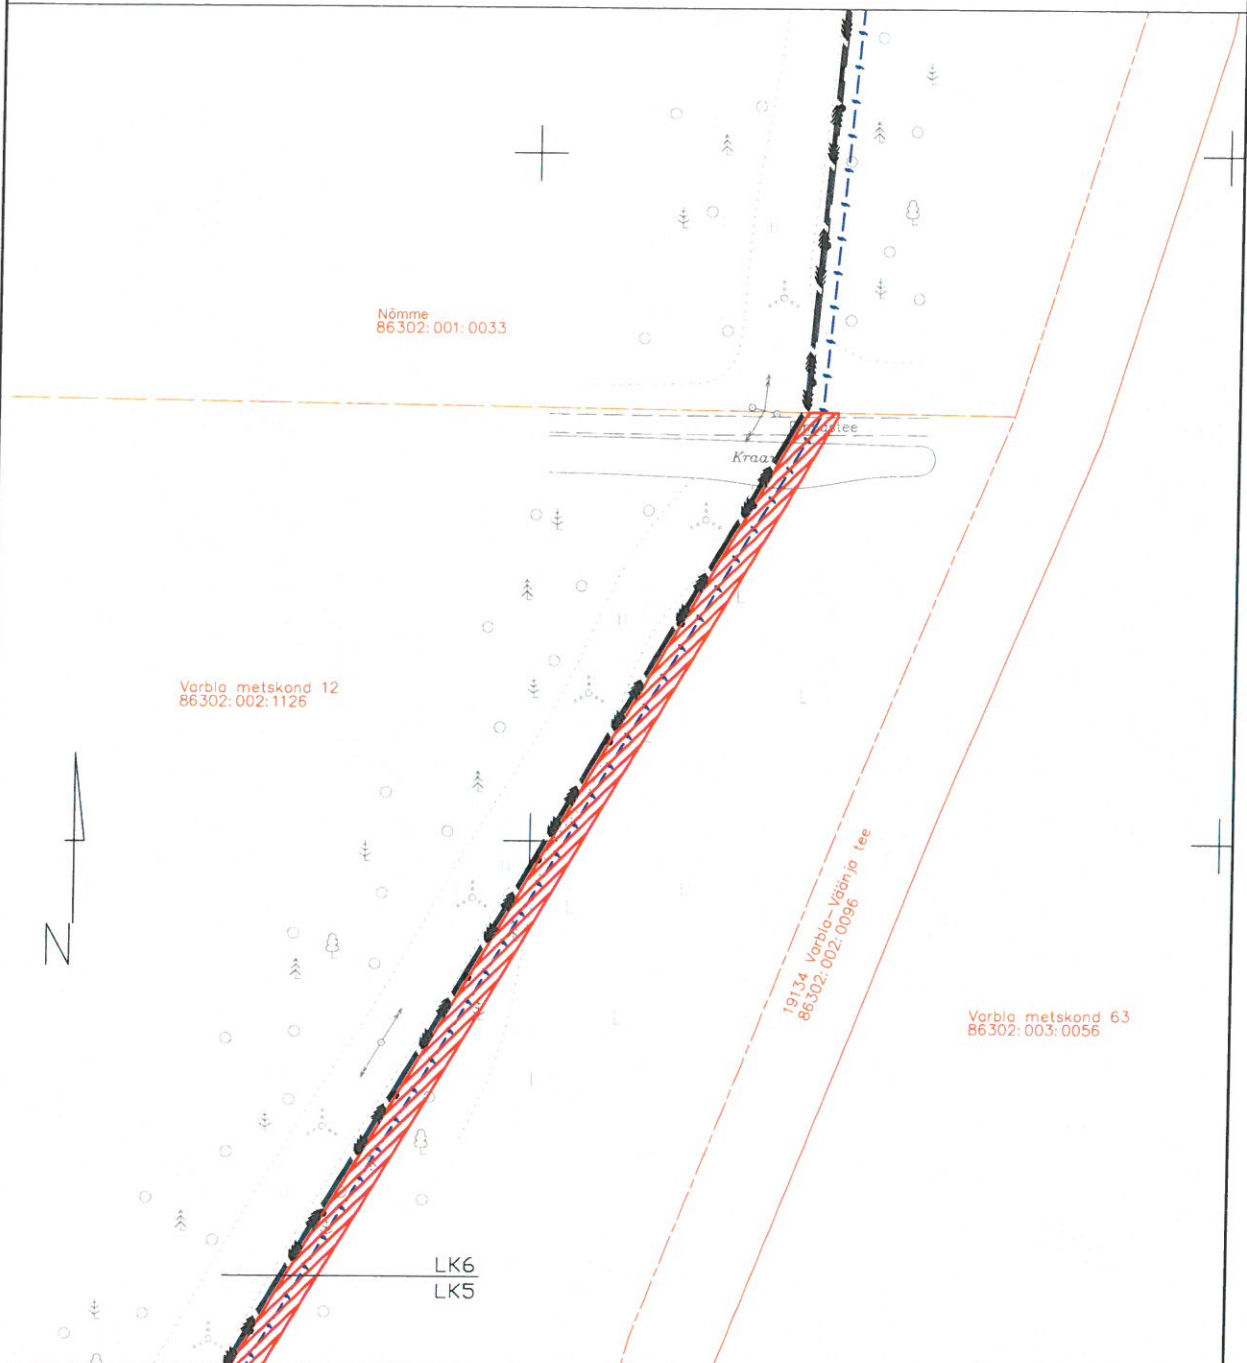 Nõmme
86302:001:0033
Kraav
Varbla metskond 12
86302:002:1126
N
19134 Varbla-Väänja tee
86302:002:0096
Varbla metskond 63
86302:003:0056
LK6
LK5